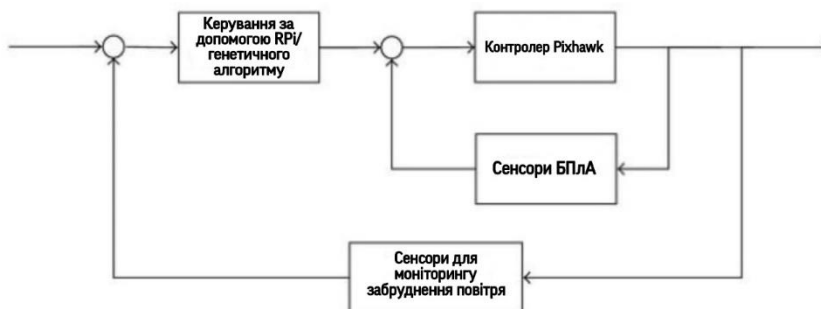 Керування за
допомогою RPi/
генетичного
алгоритму
Контролер Pixhawk
Сенсори БПлА
Сенсори для
моніторингу
забруднення повітря